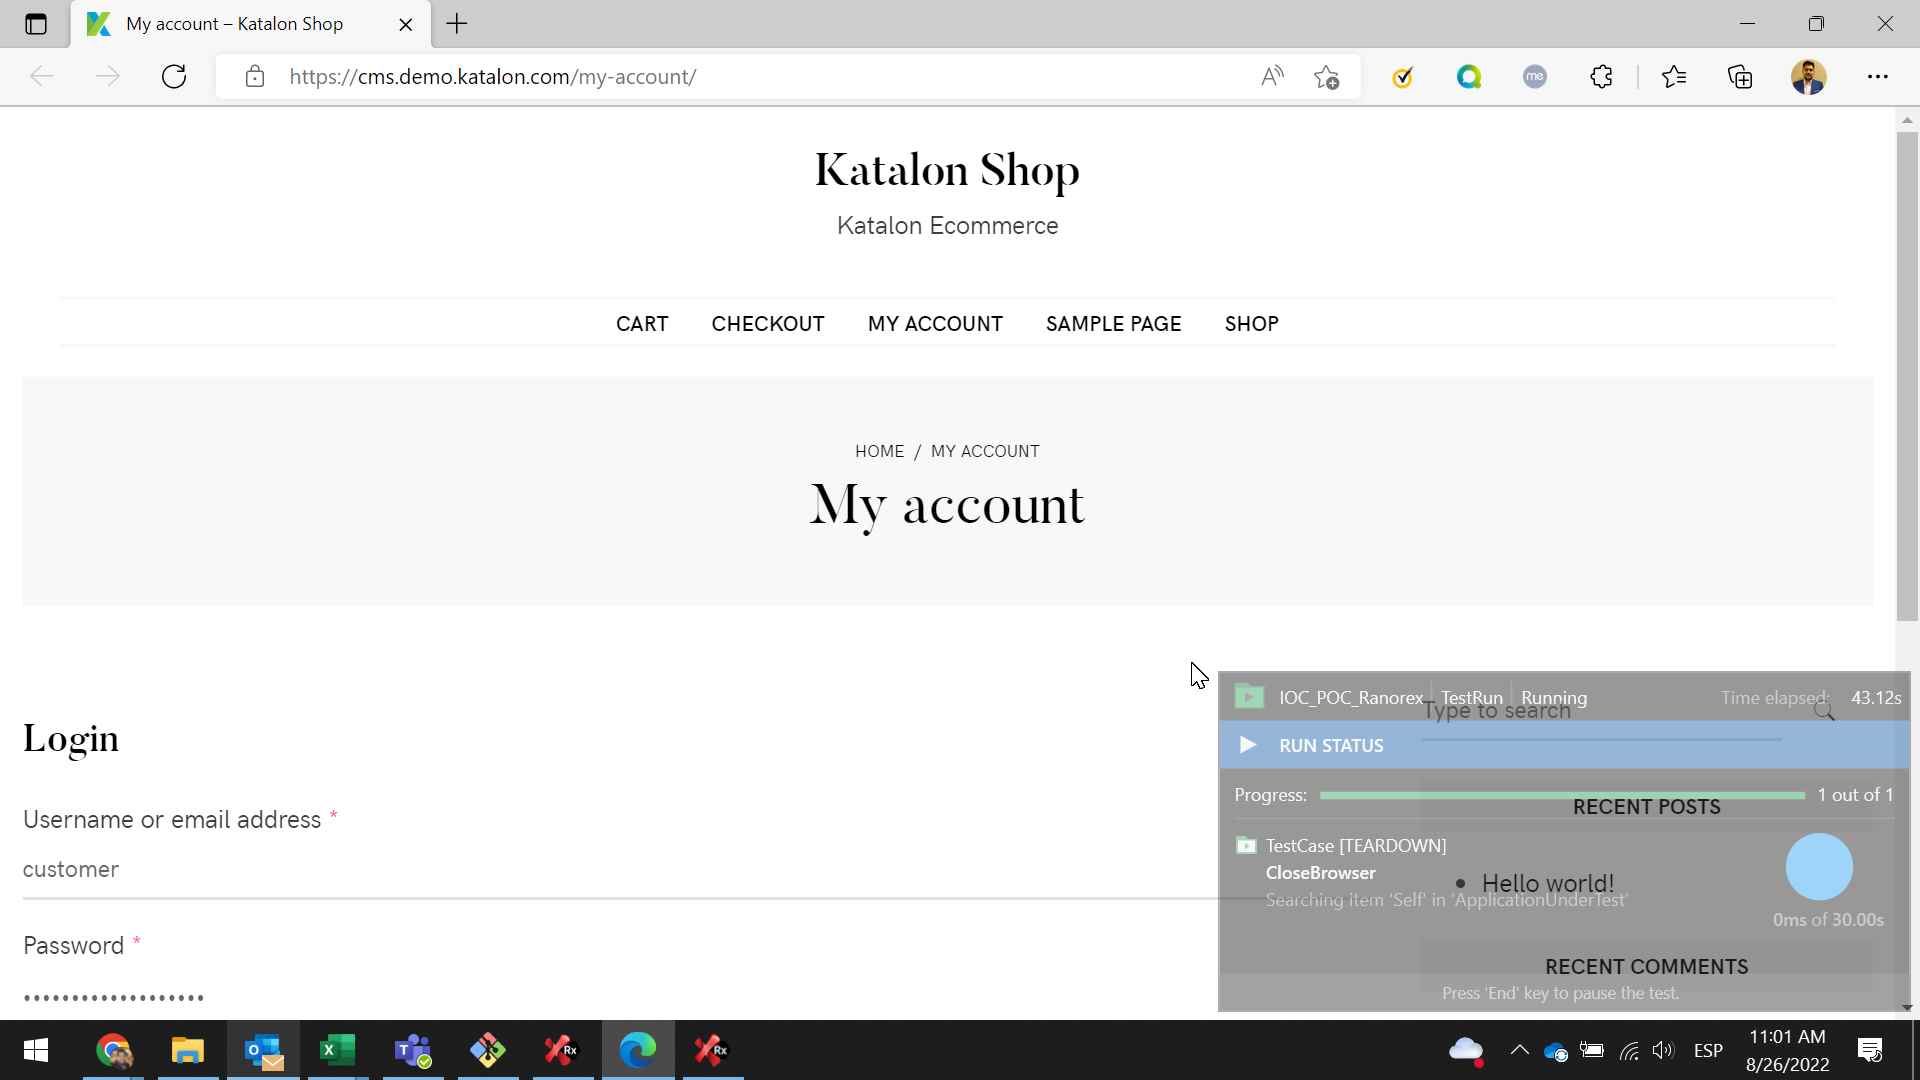 My account – Katalon Shop
https://cms.demo.katalon.com/my-account/
me
Katalon Shop
Katalon Ecommerce
CART CHECKOUT MY ACCOUNT SAMPLE PAGE SHOP
HOME / MY ACCOUNT
My account
Login
Username or email address *
customer
Password *
•••••••••••••••••••
IOC_POC_Ranorex TestRun Running Time elapsed: 43.12s
Type to search
RUN STATUS
Progress: 1 out of 1
RECENT POSTS
TestCase [TEARDOWN]
CloseBrowser
• Hello world!
Searching item 'Self' in 'ApplicationUnderTest'
0ms of 30.00s
RECENT COMMENTS
Press 'End' key to pause the test.
Rx
Rx
ESP
11:01 AM
8/26/2022